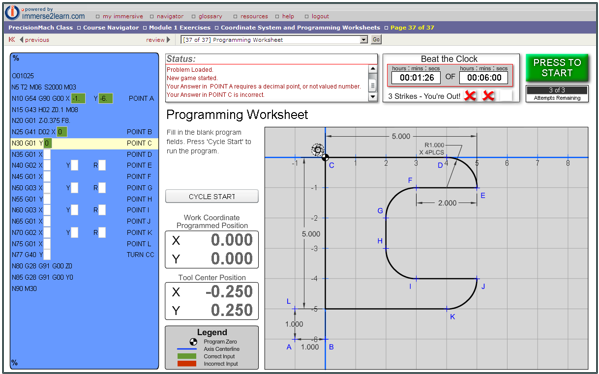 powered by
immerse2learn.com
my immersive | navigator | glossary | resources | help | logout
PrecisionMach Class :: Course Navigator :: Module 1 Exercises :: Coordinate System and Programming Worksheets :: Page 37 of 37
previous
review
[37 of 37] Programming Worksheet
Go
%
O01025
N5 T2 M06 S2000 M03
N10 G54 G90 G00 X -1. Y -6. POINT A
N15 G43 H02 Z0.1 M08
N20 G01 Z-0.375 F8.
N25 G41 D02 X 0. POINT B
N30 G01 Y 0 POINT C
N35 G01 X POINT D
N40 G02 X Y R POINT E
N45 G01 X POINT F
N50 G03 X Y R POINT G
N55 G01 Y POINT H
N60 G03 X Y R POINT I
N65 G01 X POINT J
N70 G02 X Y R POINT K
N75 G01 X POINT L
N77 G40 Y TURN CC
N80 G28 G91 G00 Z0
N85 G28 G91 G00 Y0
N90 M30
%
Status:
Problem Loaded.
New game started.
Your Answer in POINT A requires a decimal point, or not valued number.
Your Answer in POINT C is incorrect.
Beat the Clock
hours : mins : secs
hours : mins : secs
00:01:26 OF 00:06:00
3 Strikes - You're Out!
PRESS TO
START
3 of 3
Attempts Remaining
Programming Worksheet
Fill in the blank program
fields. Press 'Cycle Start' to
run the program.
CYCLE START
Work Coordinate
Programmed Position
X 0.000
Y 0.000
Tool Center Position
X -0.250
Y 0.250
Legend
Program Zero
Axis Centerline
Correct Input
Incorrect Input
5.000
R1.000
X 4PLCS
-1 C 1 2 3 4 D 5 6 7 8
F
E
-1
2.000
G
-2
5.000
H
-3
I
J
-4
L
-5
K
1.000
A
1.000
-6
B